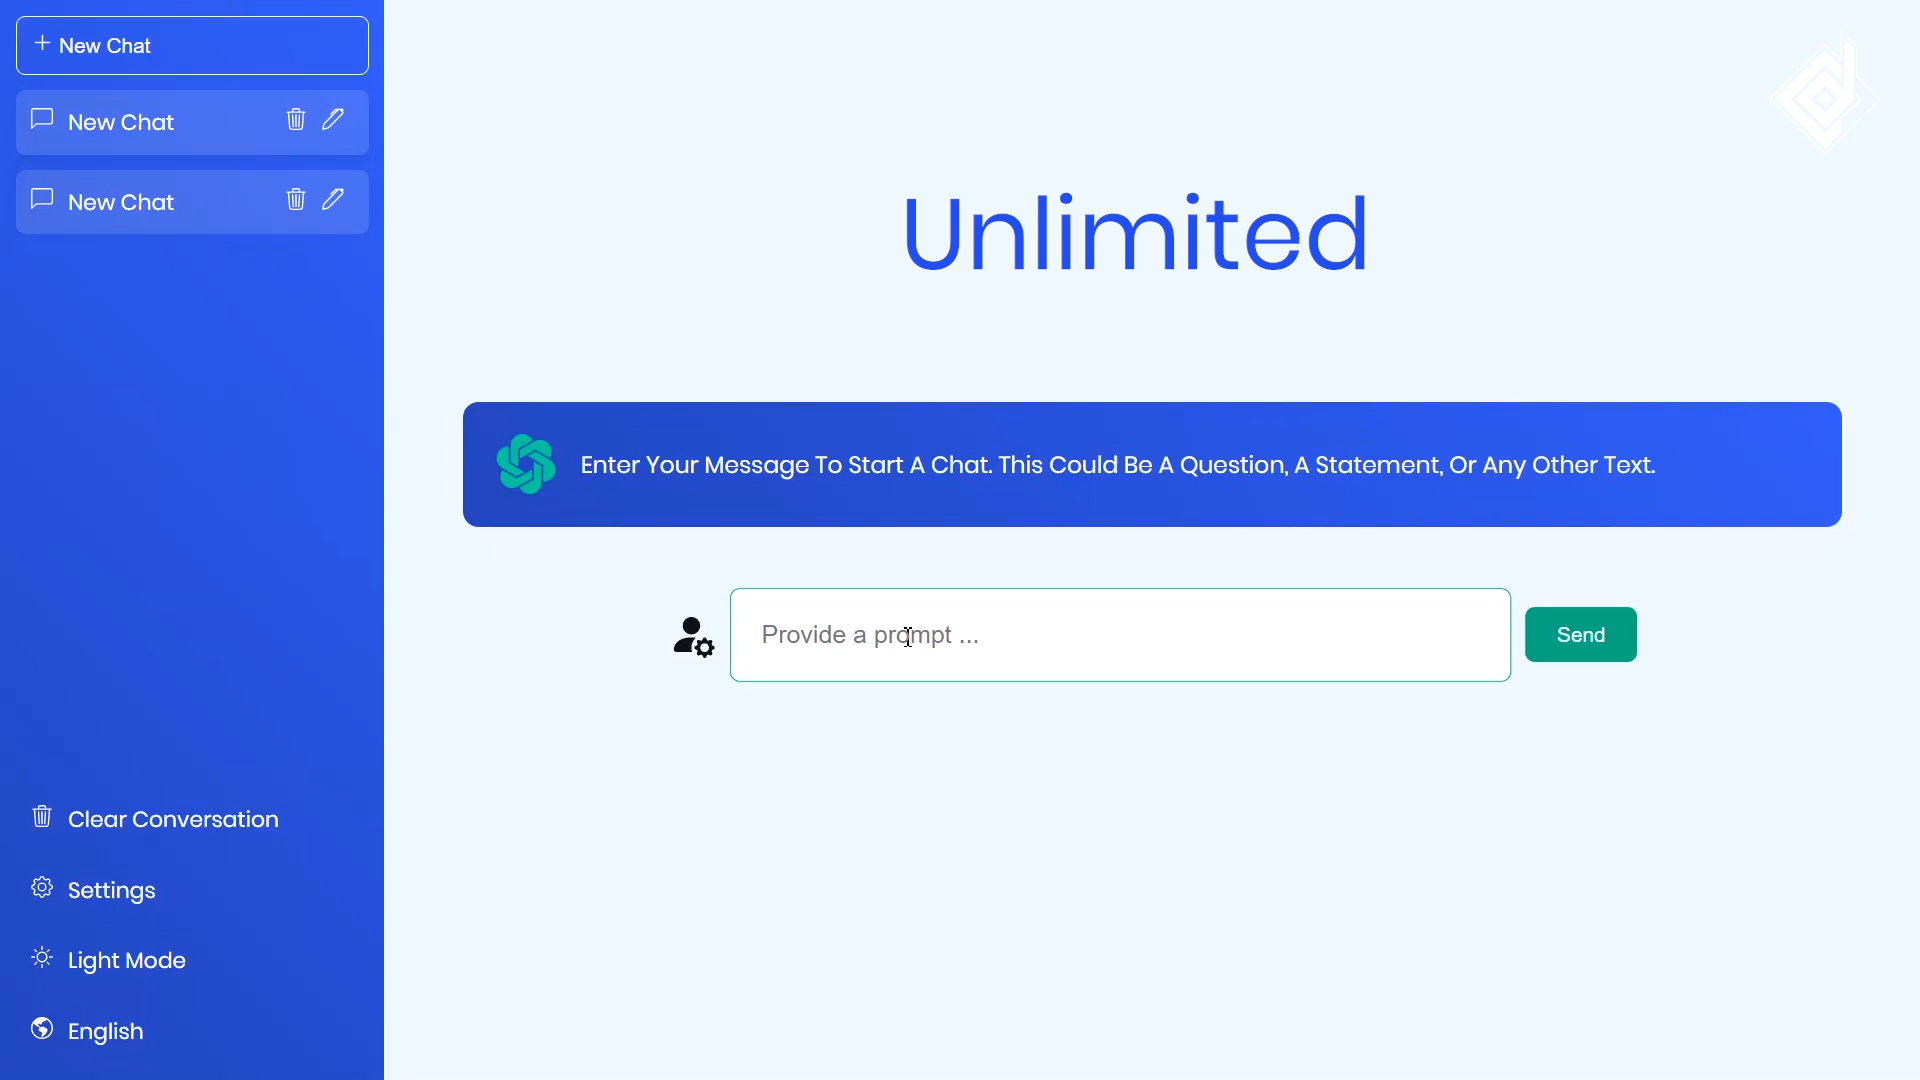 New Chat
New Chat
New Chat
Clear Conversation
Settings
Light Mode
English
Unlimited
Enter Your Message To Start A Chat. This Could Be A Question, A Statement, Or Any Other Text.
Provide a prompt ...
Send